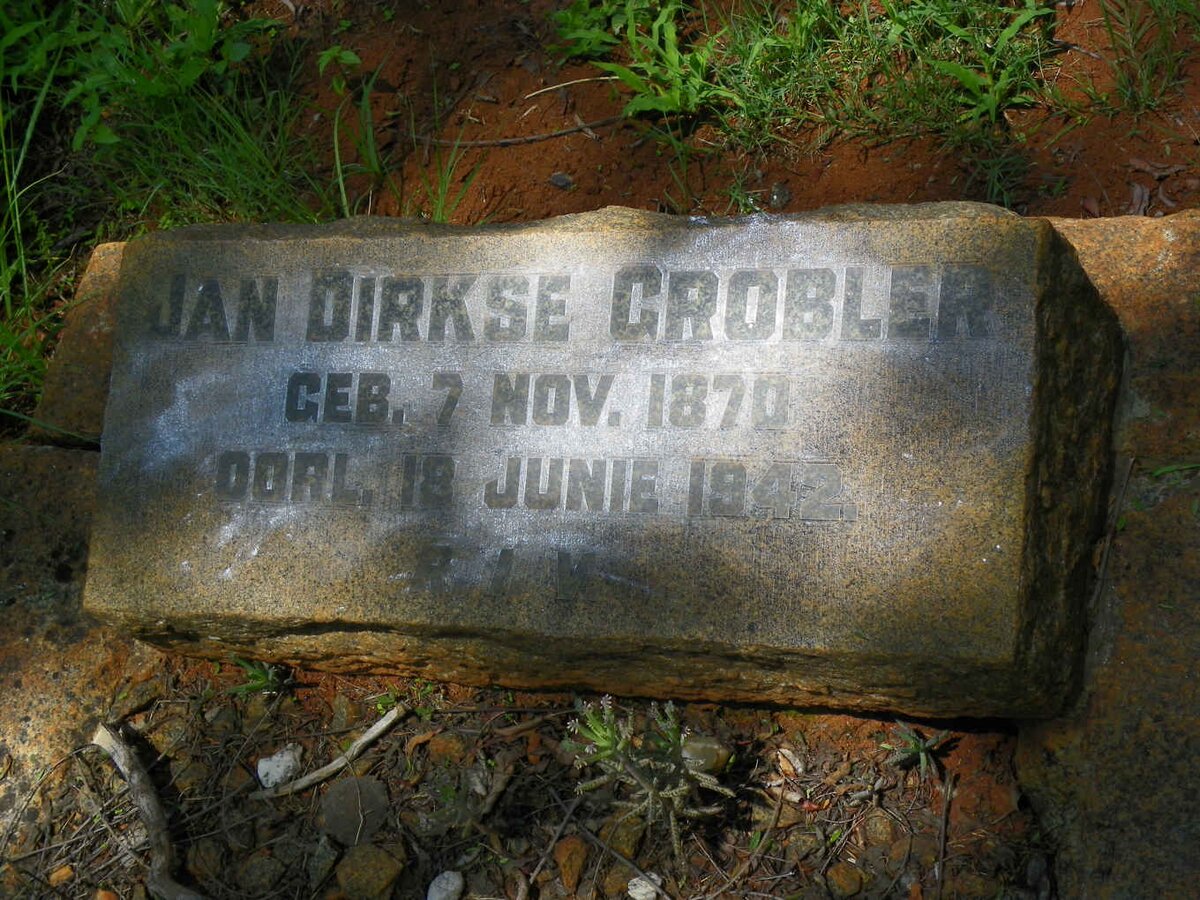 JAN DIRKSE GROBLER
GEB. 7 NOV. 1870
OORL. 18 JUNIE 1942.
R I V